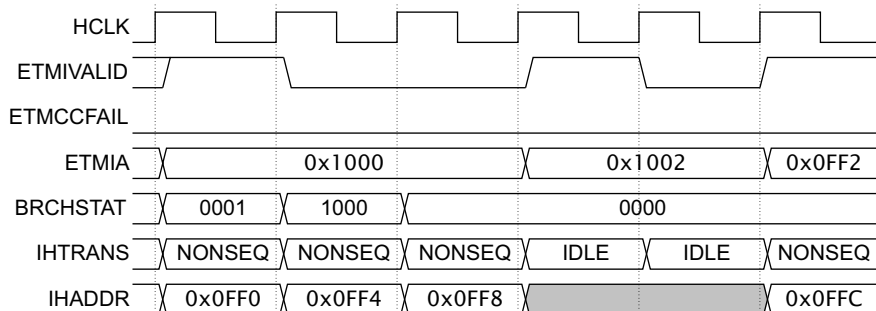 HCLK
ETMIVALID
ETMCCFAIL
ETMIA 0x1000 0x1002 0x0FF2
BRCHSTAT 0001 1000 0000
IHTRANS NONSEQ NONSEQ NONSEQ IDLE IDLE NONSEQ
IHADDR 0x0FF0 0x0FF4 0x0FF8 0x0FFC